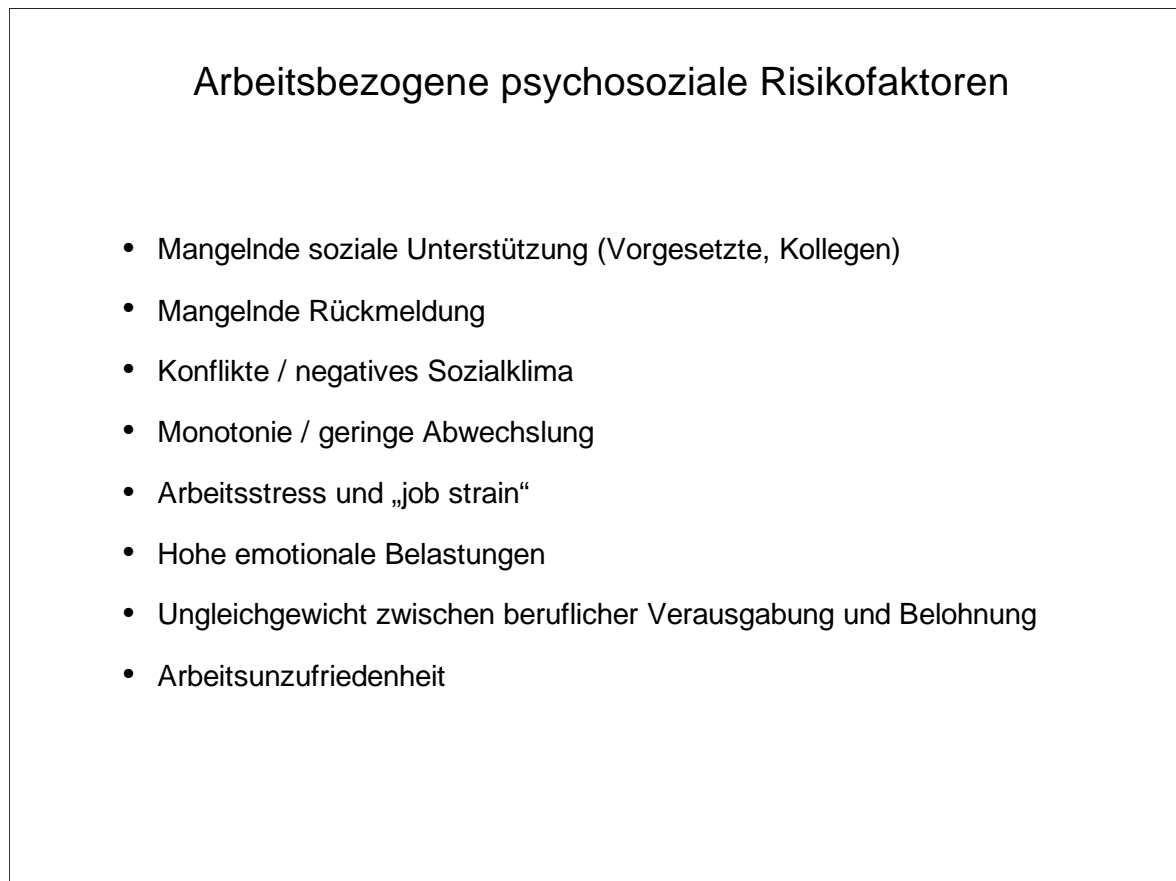 Arbeitsbezogene psychosoziale Risikofaktoren
• Mangelnde soziale Unterstützung (Vorgesetzte, Kollegen)
• Mangelnde Rückmeldung
• Konflikte / negatives Sozialklima
• Monotonie / geringe Abwechslung
• Arbeitsstress und „job strain“
• Hohe emotionale Belastungen
• Ungleichgewicht zwischen beruflicher Verausgabung und Belohnung
• Arbeitsunzufriedenheit